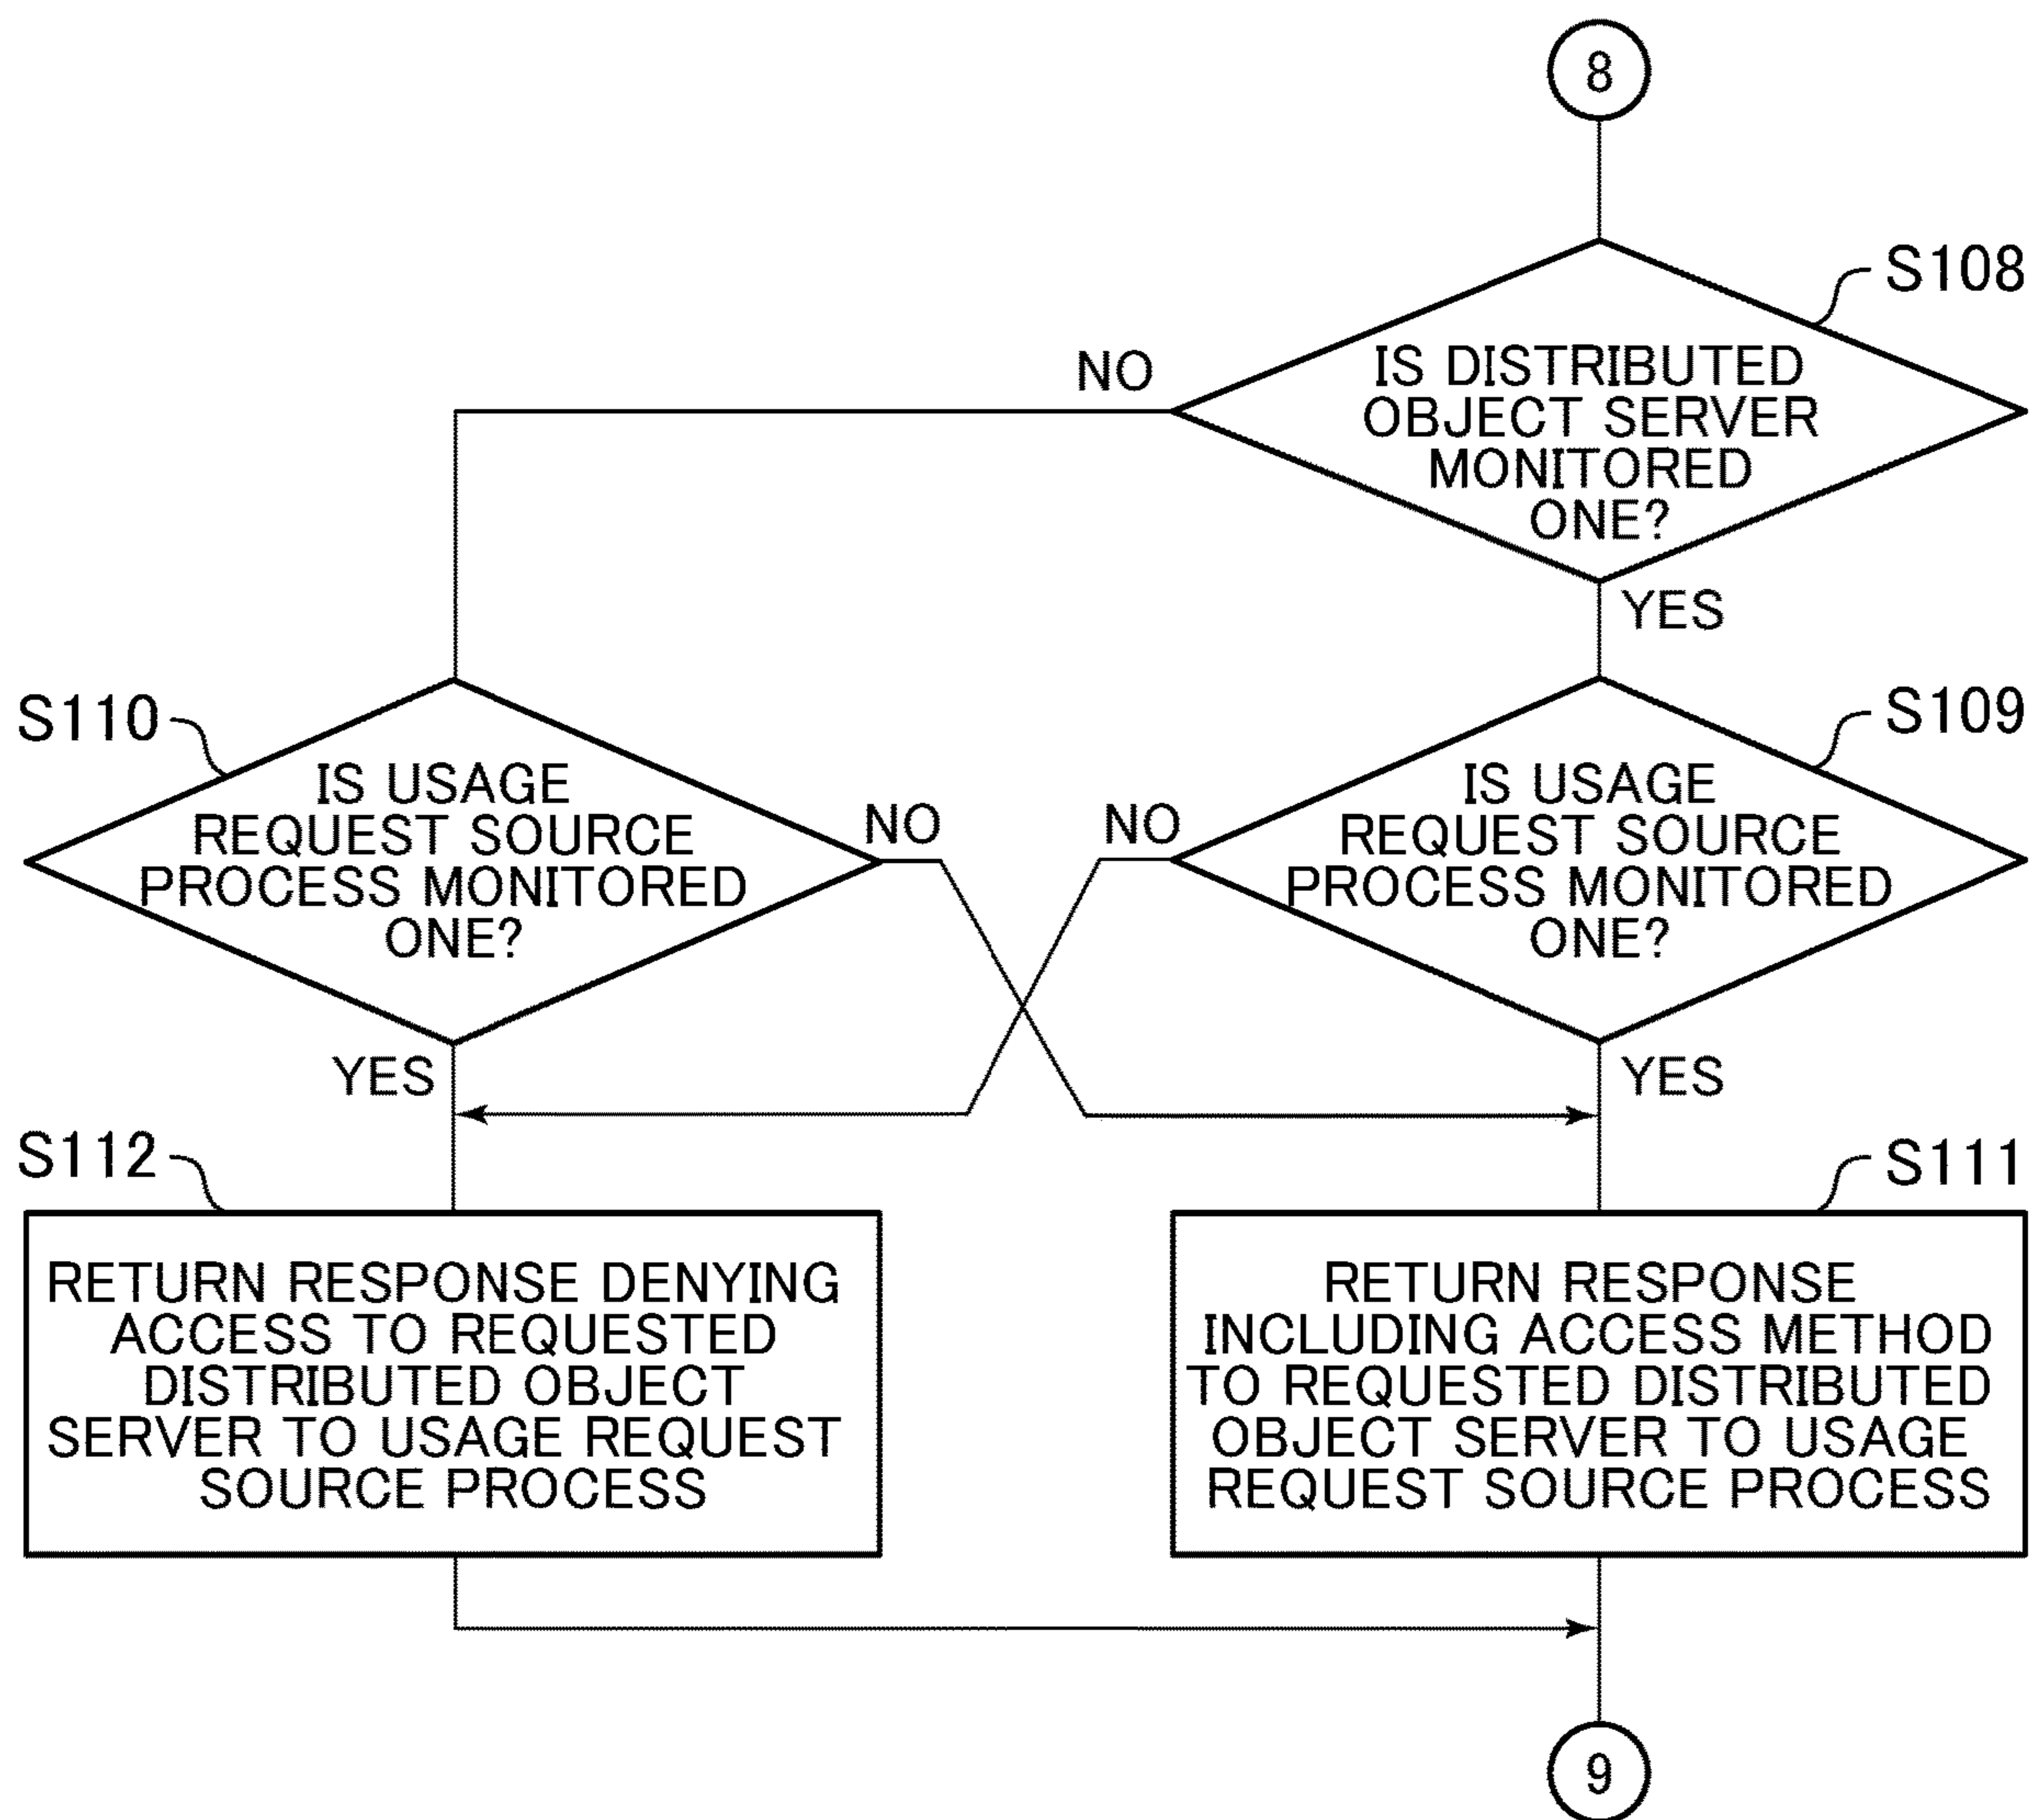 8
S108
NO
IS DISTRIBUTED
OBJECT SERVER
MONITORED
ONE?
YES
S110
IS USAGE
REQUEST SOURCE
PROCESS MONITORED
ONE?
NO
YES
S109
NO
IS USAGE
REQUEST SOURCE
PROCESS MONITORED
ONE?
YES
S112
RETURN RESPONSE DENYING
ACCESS TO REQUESTED
DISTRIBUTED OBJECT
SERVER TO USAGE REQUEST
SOURCE PROCESS
S111
RETURN RESPONSE
INCLUDING ACCESS METHOD
TO REQUESTED DISTRIBUTED
OBJECT SERVER TO USAGE
REQUEST SOURCE PROCESS
9